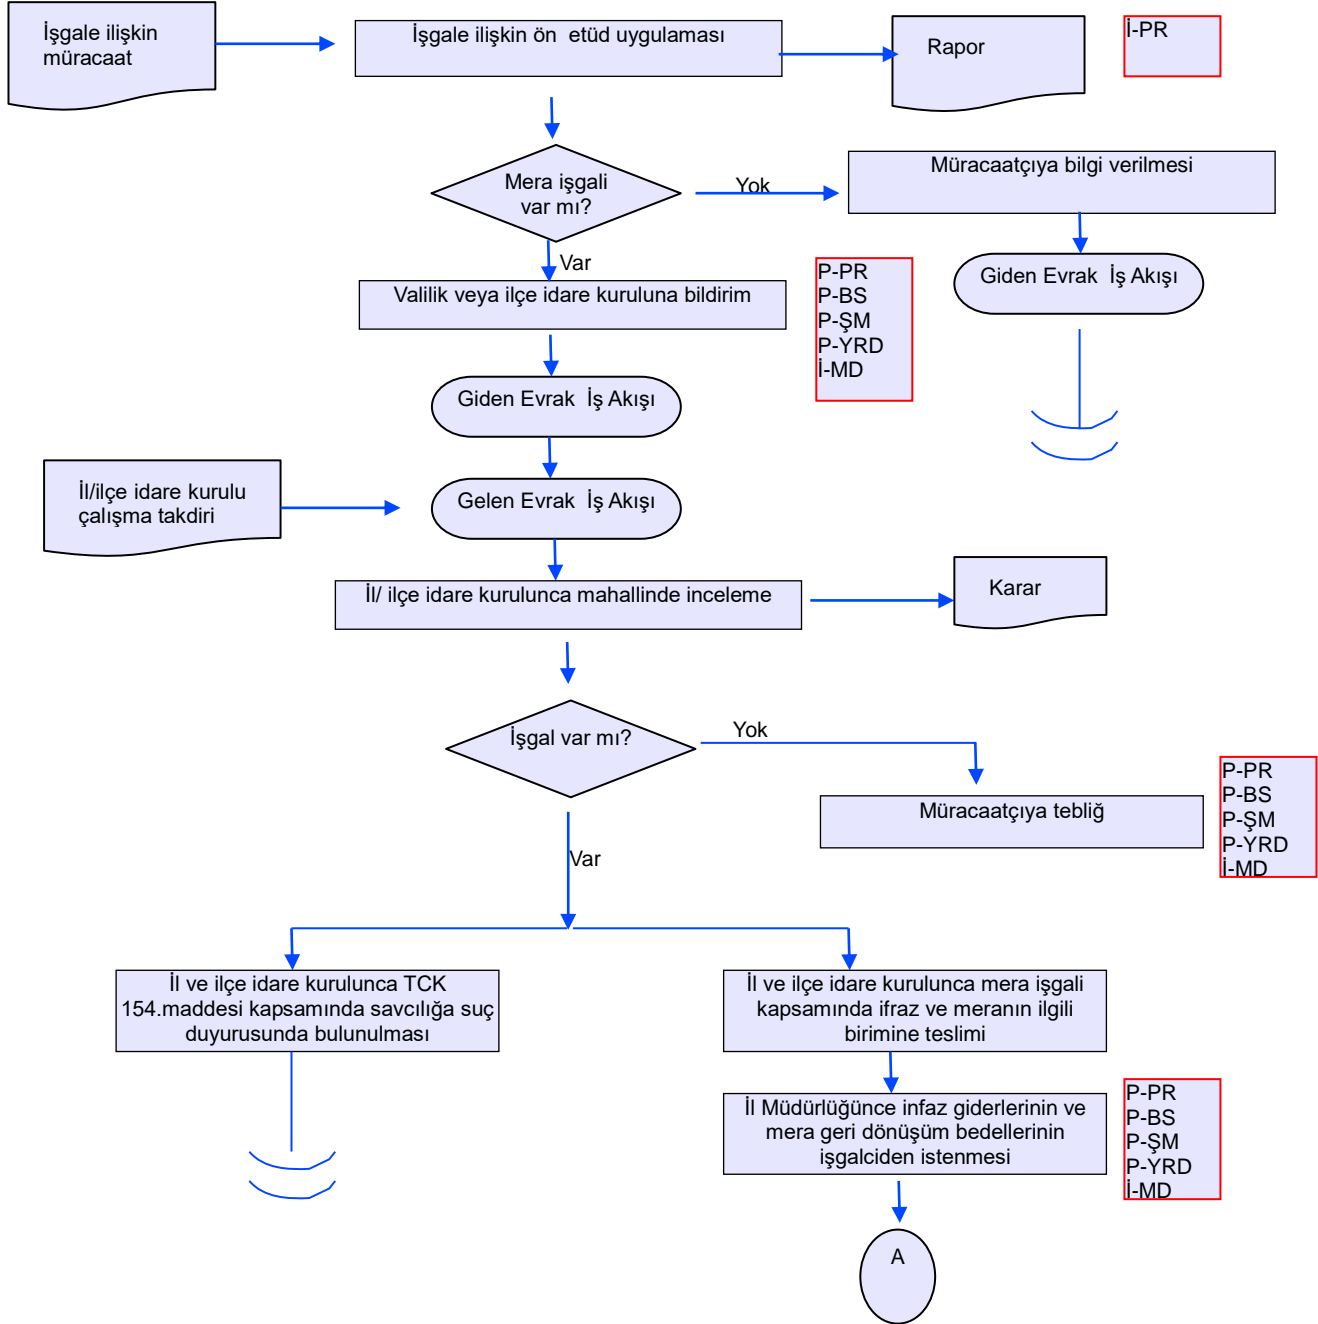 İşgale ilişkin
müracaat
İşgale ilişkin ön  etüd uygulaması
Rapor
İ-PR
Mera işgali
var mı?
Yok
Müracaatçıya bilgi verilmesi
Var
Giden Evrak  İş Akışı
Valilik veya ilçe idare kuruluna bildirim
P-PR
P-BS
P-ŞM
P-YRD
İ-MD
Giden Evrak  İş Akışı
İl/ilçe idare kurulu
çalışma takdiri
Gelen Evrak  İş Akışı
İl/ ilçe idare kurulunca mahallinde inceleme
Karar
İşgal var mı?
Yok
Müracaatçıya tebliğ
P-PR
P-BS
P-ŞM
P-YRD
İ-MD
Var
İl ve ilçe idare kurulunca TCK
154.maddesi kapsamında savcılığa suç
duyurusunda bulunulması
İl ve ilçe idare kurulunca mera işgali
kapsamında ifraz ve meranın ilgili
birimine teslimi
İl Müdürlüğünce infaz giderlerinin ve
mera geri dönüşüm bedellerinin
işgalciden istenmesi
P-PR
P-BS
P-ŞM
P-YRD
İ-MD
A